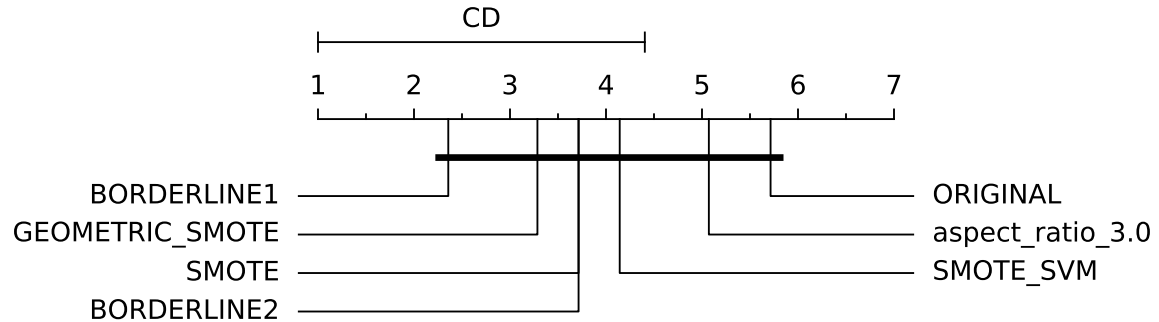 CD
1 2 3 4 5 6 7
BORDERLINE1 ORIGINAL
GEOMETRIC_SMOTE aspect_ratio_3.0
SMOTE SMOTE_SVM
BORDERLINE2